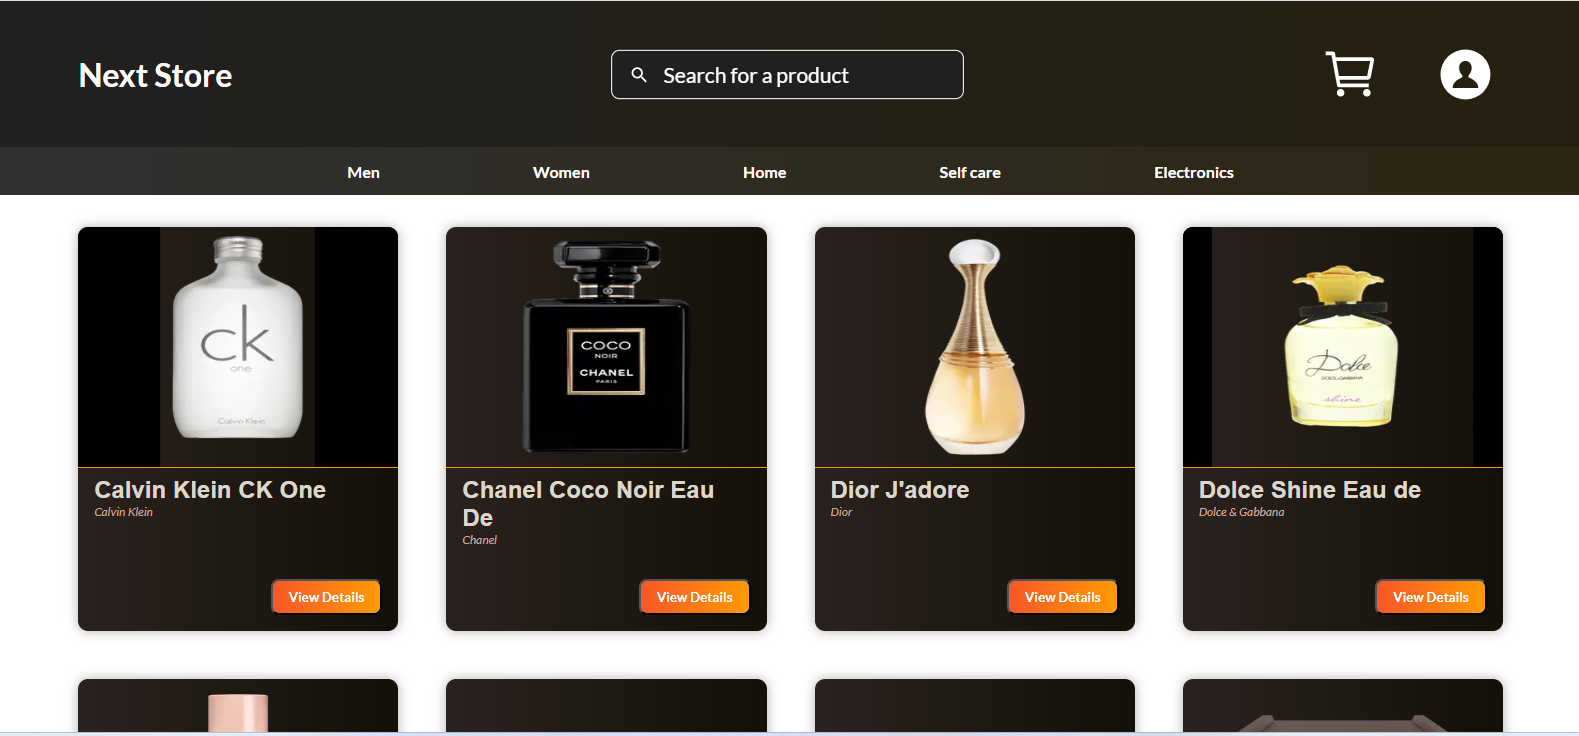 Next Store
Search for a product
Men
Women
Home
Self care
Electronics
ck
one
Calvin Klein
COCO
NOIR
CHANEL
PARIS
Dolce
DOLCE & GABBANA
shine
Calvin Klein CK One
Calvin Klein
View Details
Chanel Coco Noir Eau
De
Chanel
View Details
Dior J'adore
Dior
View Details
Dolce Shine Eau de
Dolce & Gabbana
View Details